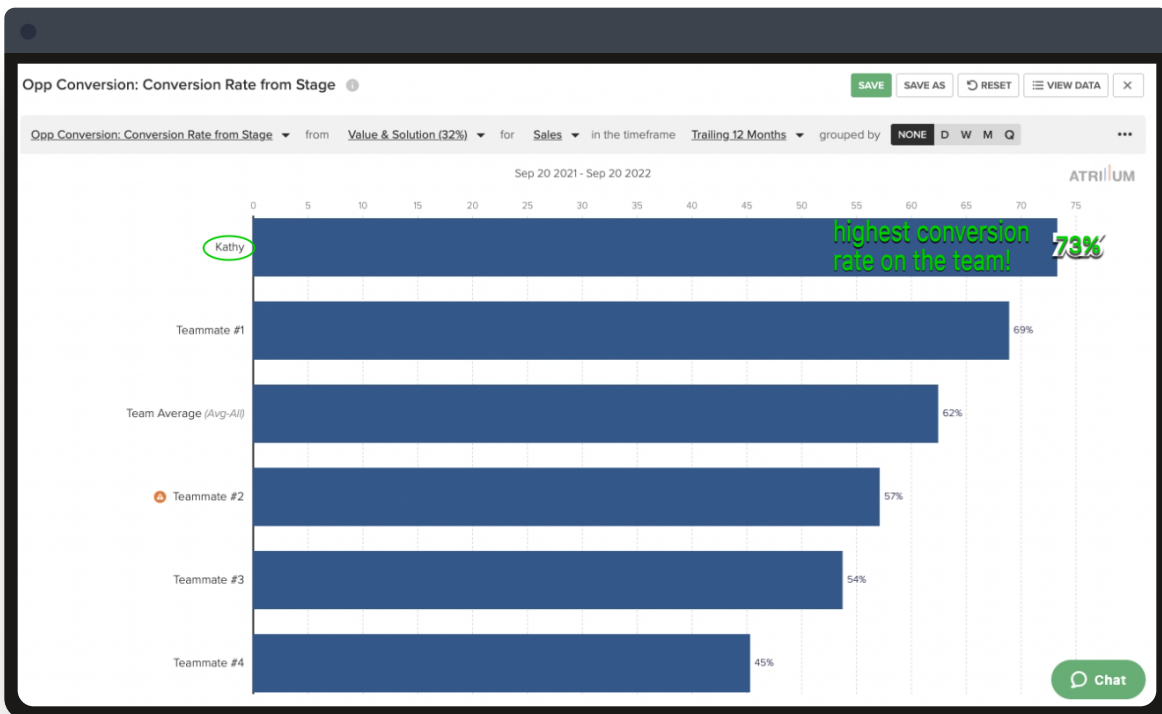 Opp Conversion: Conversion Rate from Stage i
SAVE
SAVE AS
RESET
VIEW DATA
×
Opp Conversion: Conversion Rate from Stage from Value & Solution (32%) for Sales in the timeframe Trailing 12 Months grouped by NONE D W M Q
Sep 20 2021 - Sep 20 2022
ATRIUM
0 5 10 15 20 25 30 35 40 45 50 55 60 65 70 75
Kathy
highest conversion
rate on the team!
73%
Teammate #1
69%
Team Average (Avg-All)
62%
Teammate #2
57%
Teammate #3
54%
Teammate #4
45%
Chat